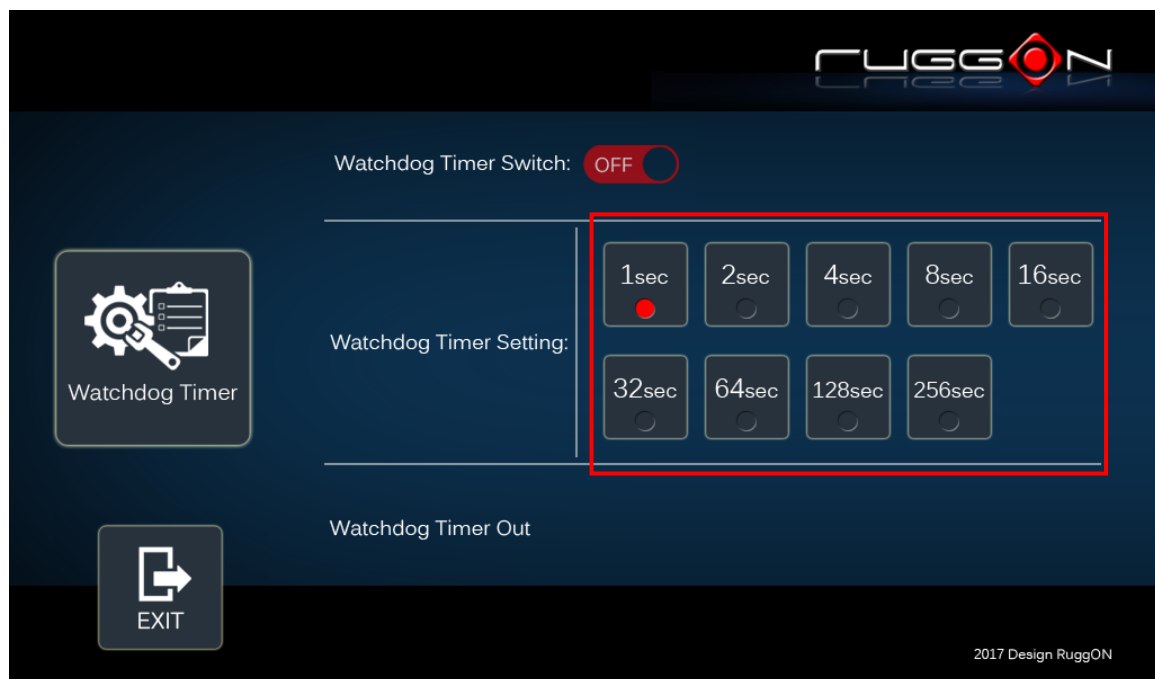 ruggON
Watchdog Timer Switch: OFF
1sec 2sec 4sec 8sec 16sec
Watchdog Timer Setting:
32sec 64sec 128sec 256sec
Watchdog Timer
Watchdog Timer Out
EXIT
2017 Design RuggON